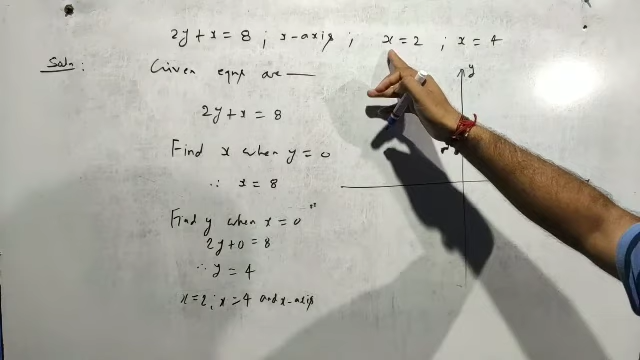 2y + x = 8 ; x-axis ; x = 2 ; x = 4
Soln :
Given eqns are —
2y + x = 8
Find x when y = 0
∴ x = 8
Find y when x = 0
2y + 0 = 8
∴ y = 4
x = 2 ; x = 4 and x-axis
y